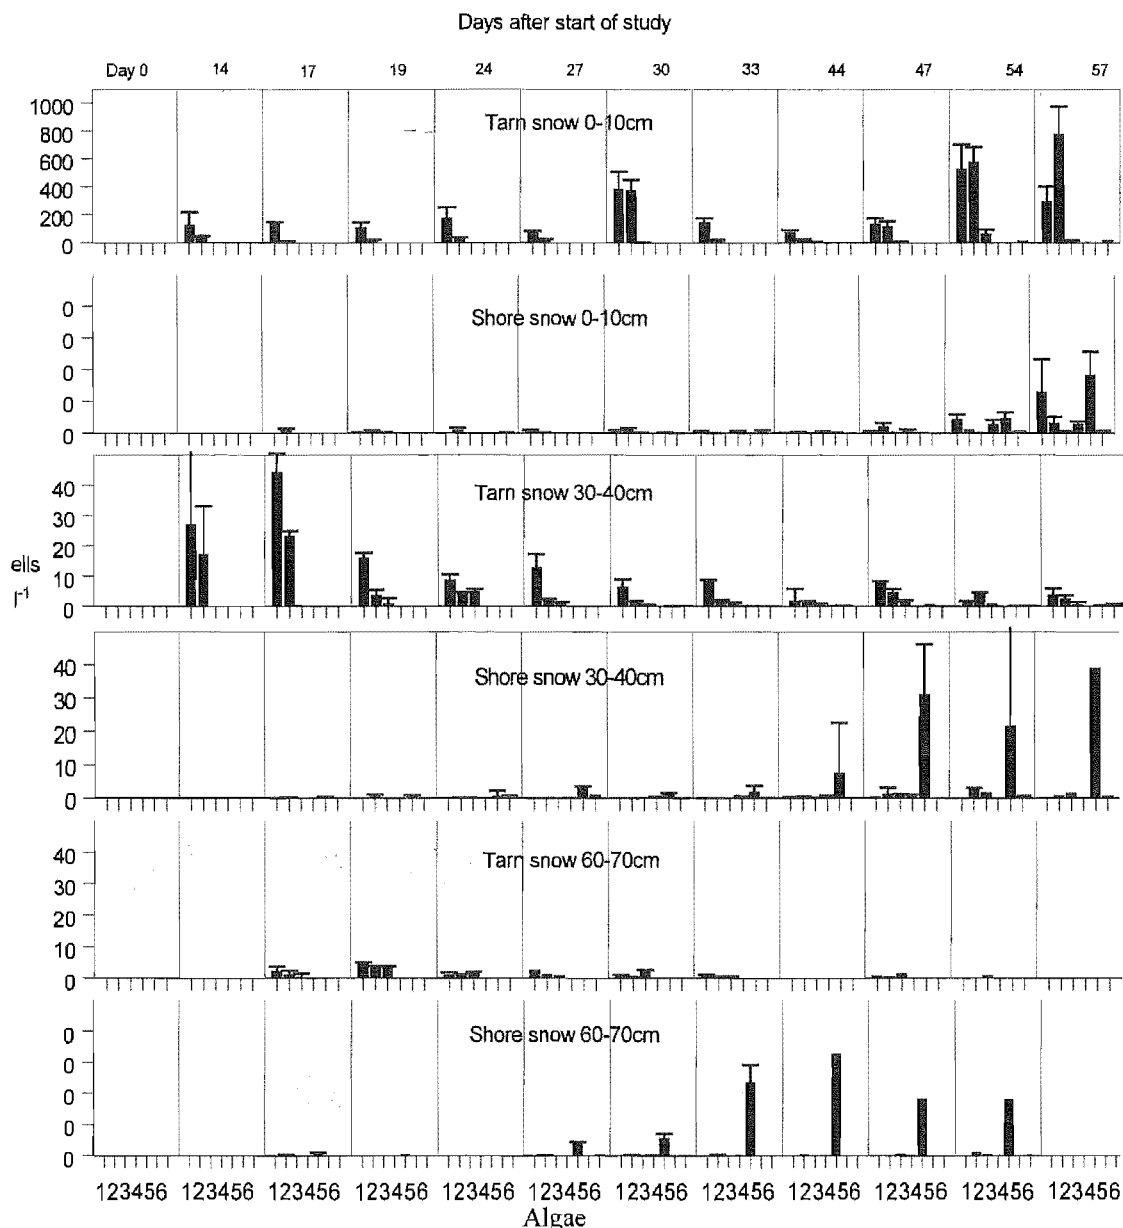 Days after start of study
Day 0 14 17 19 24 27 30 33 44 47 54 57
1000
800
600
400
200
0
Tarn snow 0-10cm
0
0
0
0
0
Shore snow 0-10cm
40
30
20
10
0
Tarn snow 30-40cm
ells
l-1
40
30
20
10
0
Shore snow 30-40cm
40
30
20
10
0
Tarn snow 60-70cm
0
0
0
0
0
Shore snow 60-70cm
123456 123456 123456 123456 123456 123456 123456 123456 123456 123456 123456 123456
Algae